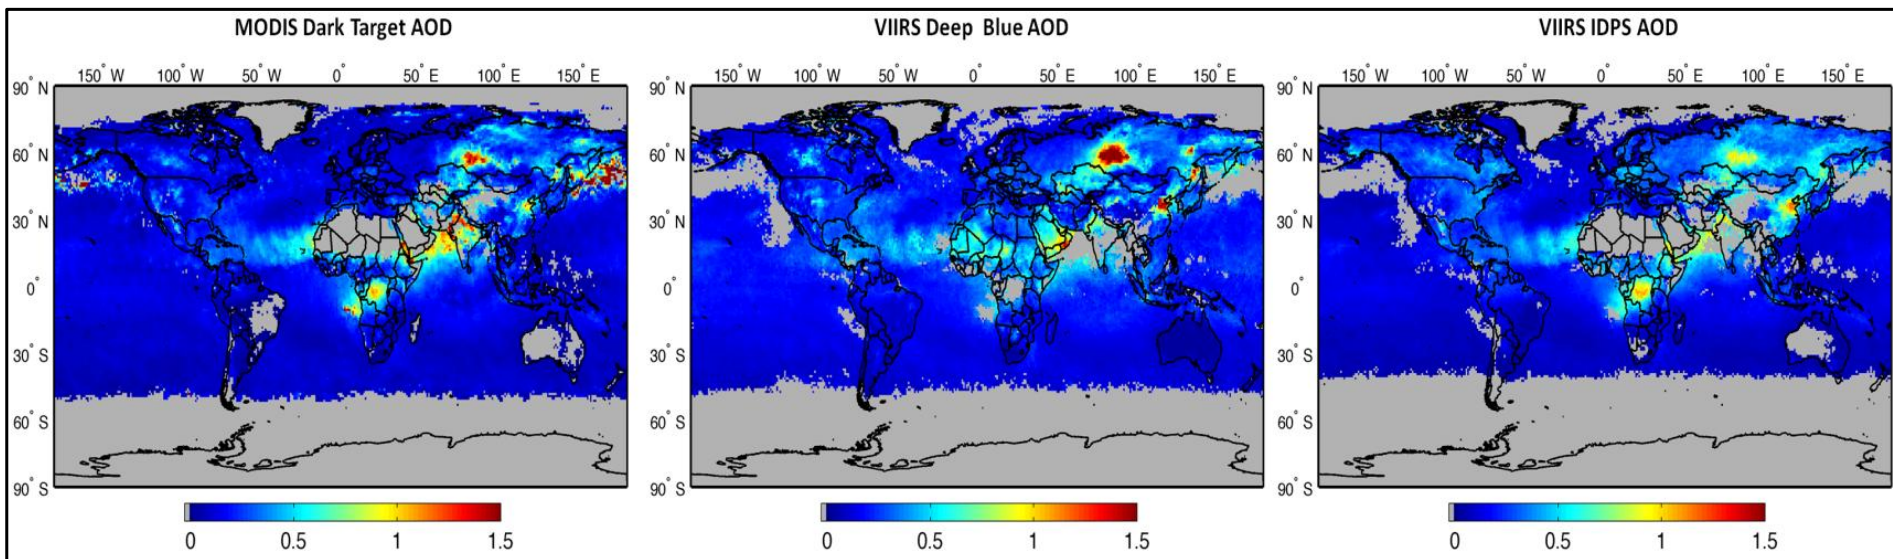 MODIS Dark Target AOD
150° W 100° W 50° W 0° 50° E 100° E 150° E
90° N
60° N
30° N
0°
30° S
60° S
90° S
0 0.5 1 1.5
VIIRS Deep Blue AOD
150° W 100° W 50° W 0° 50° E 100° E 150° E
90° N
60° N
30° N
0°
30° S
60° S
90° S
0 0.5 1 1.5
VIIRS IDPS AOD
150° W 100° W 50° W 0° 50° E 100° E 150° E
90° N
60° N
30° N
0°
30° S
60° S
90° S
0 0.5 1 1.5